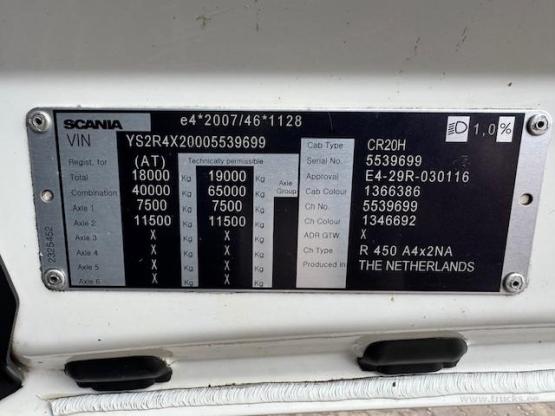 SCANIA e4*2007/46*1128 1,0%
VIN YS2R4X20005539699 Cab Type CR20H
Regist. for (AT) Technically permissible Serial No. 5539699
Total 18000 Kg 19000 Kg Axle Group Approval E4-29R-030116
Combination 40000 Kg 65000 Kg Cab Colour 1366386
Axle 1 7500 Kg 7500 Kg Ch No. 5539699
Axle 2 11500 Kg 11500 Kg Ch Colour 1346692
Axle 3 X Kg X Kg ADR GTW. X
Axle 4 X Kg X Kg Ch Type R 450 A4x2NA
Axle 5 X Kg X Kg Produced in THE NETHERLANDS
Axle 6 X Kg X Kg
2325452
www.trucks.ee